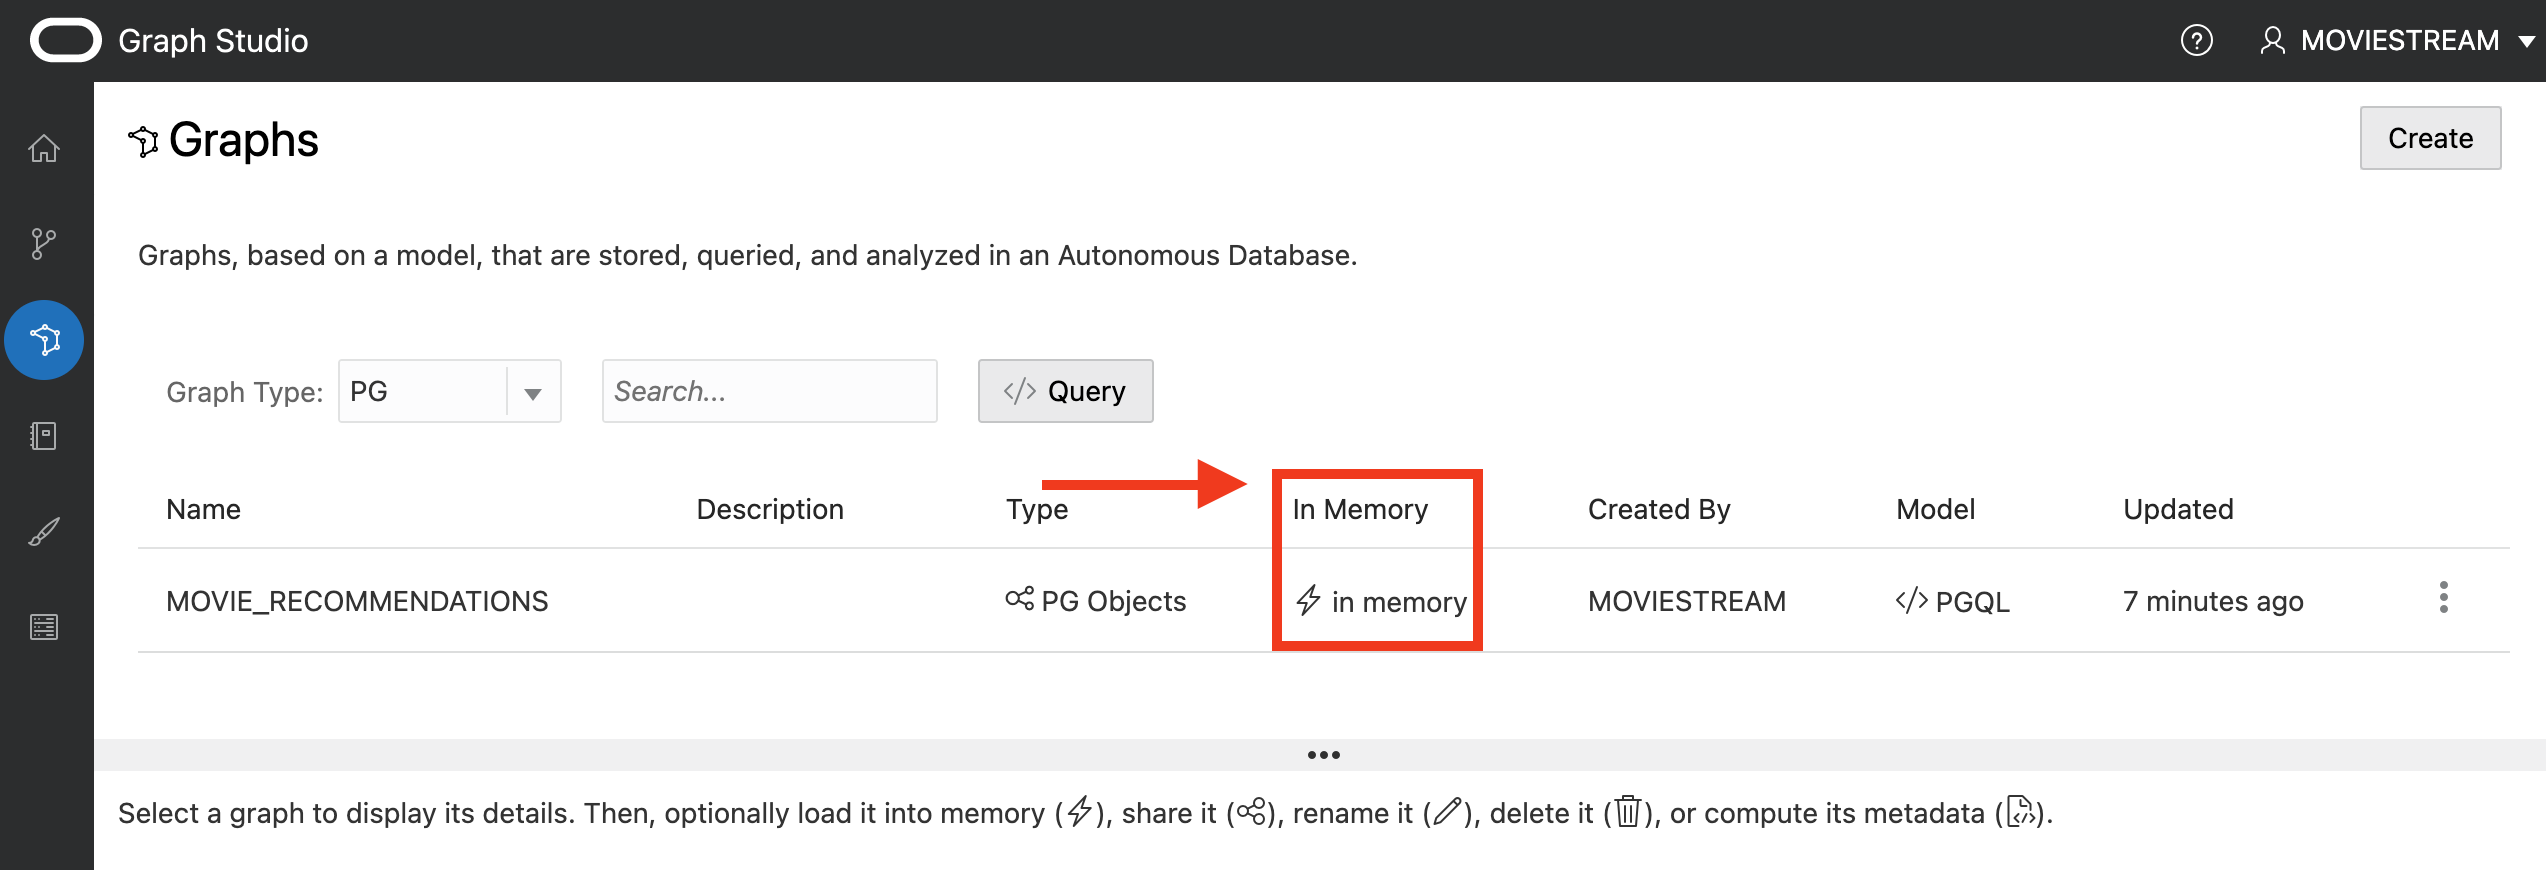 Graph Studio
MOVIESTREAM
Graphs
Create
Graphs, based on a model, that are stored, queried, and analyzed in an Autonomous Database.
Graph Type: PG Search... </> Query
Name Description Type In Memory Created By Model Updated
MOVIE_RECOMMENDATIONS PG Objects in memory MOVIESTREAM </> PGQL 7 minutes ago
Select a graph to display its details. Then, optionally load it into memory (), share it (), rename it (), delete it (), or compute its metadata ().